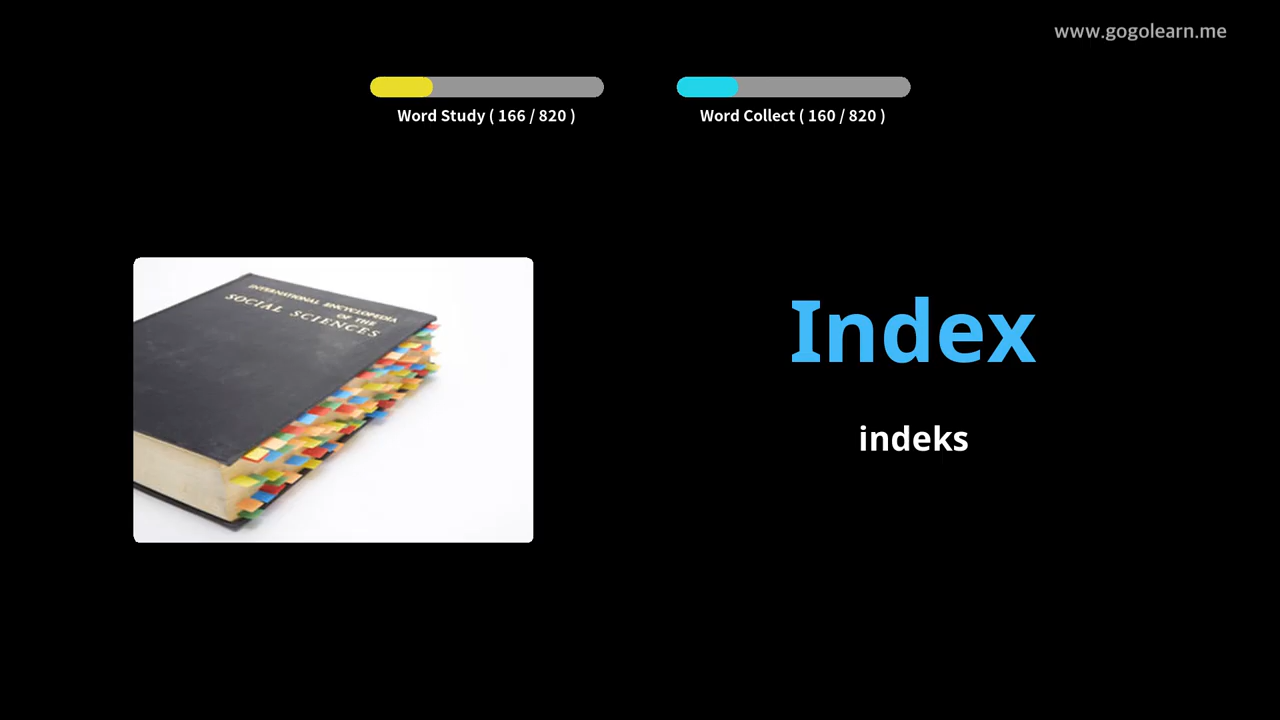 www.gogolearn.me
Word Study ( 166 / 820 )
Word Collect ( 160 / 820 )
INTERNATIONAL ENCYCLOPEDIA
OF THE
SOCIAL SCIENCES
Index
indeks